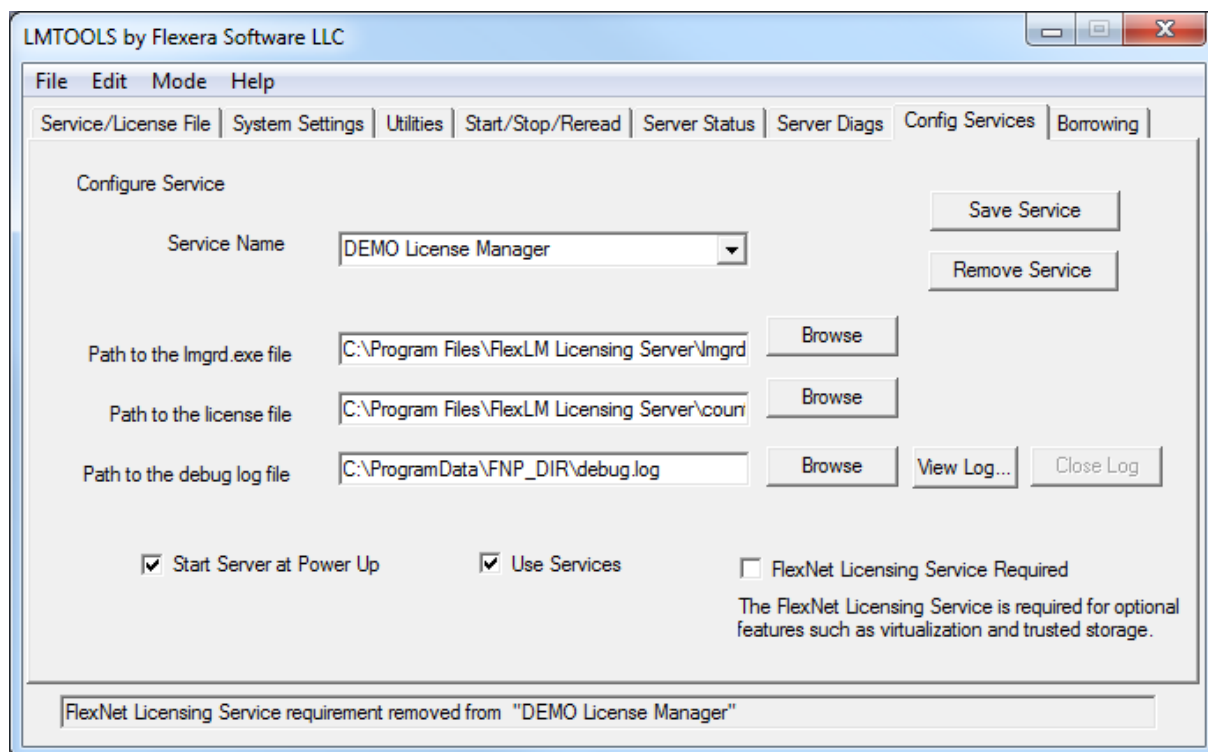 LMTOOLS by Flexera Software LLC
File Edit Mode Help
Service/License File System Settings Utilities Start/Stop/Reread Server Status Server Diags Config Services Borrowing
Configure Service
Save Service
Service Name DEMO License Manager
Remove Service
Path to the lmgrd.exe file C:\Program Files\FlexLM Licensing Server\lmgrd Browse
Path to the license file C:\Program Files\FlexLM Licensing Server\coun Browse
Path to the debug log file C:\ProgramData\FNP_DIR\debug.log Browse View Log... Close Log
Start Server at Power Up Use Services FlexNet Licensing Service Required
The FlexNet Licensing Service is required for optional
features such as virtualization and trusted storage.
FlexNet Licensing Service requirement removed from "DEMO License Manager"